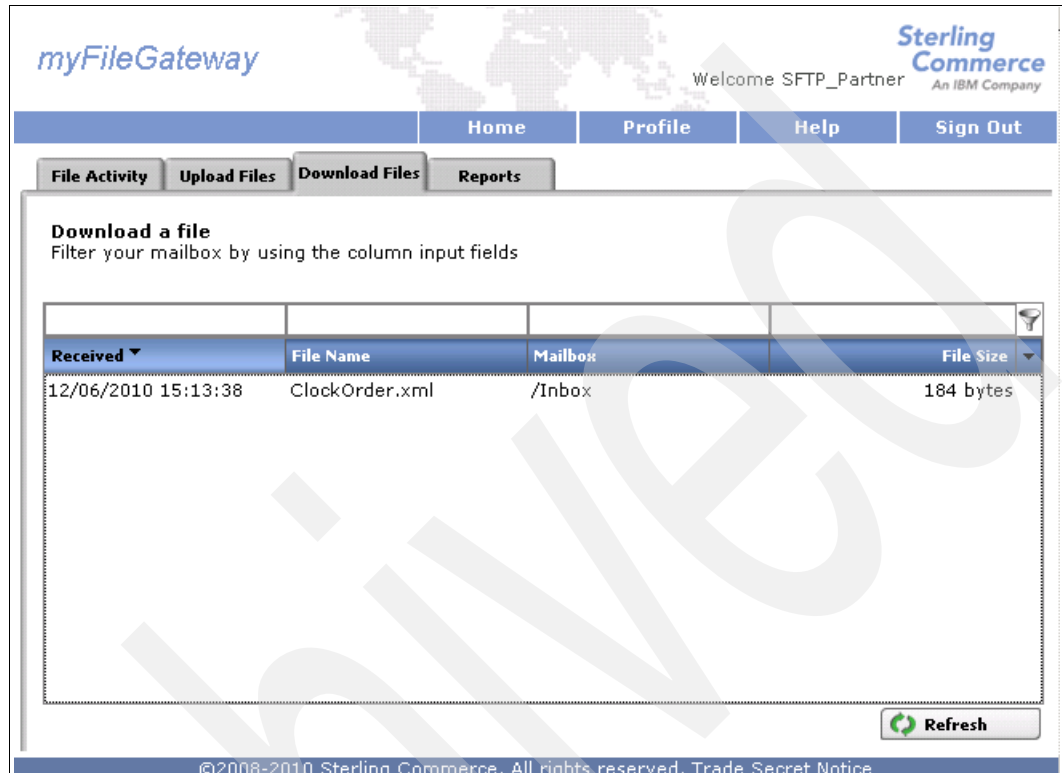 myFileGateway
Welcome SFTP_Partner
Sterling
Commerce
An IBM Company
Home Profile Help Sign Out
File Activity Upload Files Download Files Reports
Download a file
Filter your mailbox by using the column input fields
Received File Name Mailbox File Size
12/06/2010 15:13:38 ClockOrder.xml /Inbox 184 bytes
Refresh
©2008-2010 Sterling Commerce. All rights reserved. Trade Secret Notice
hived